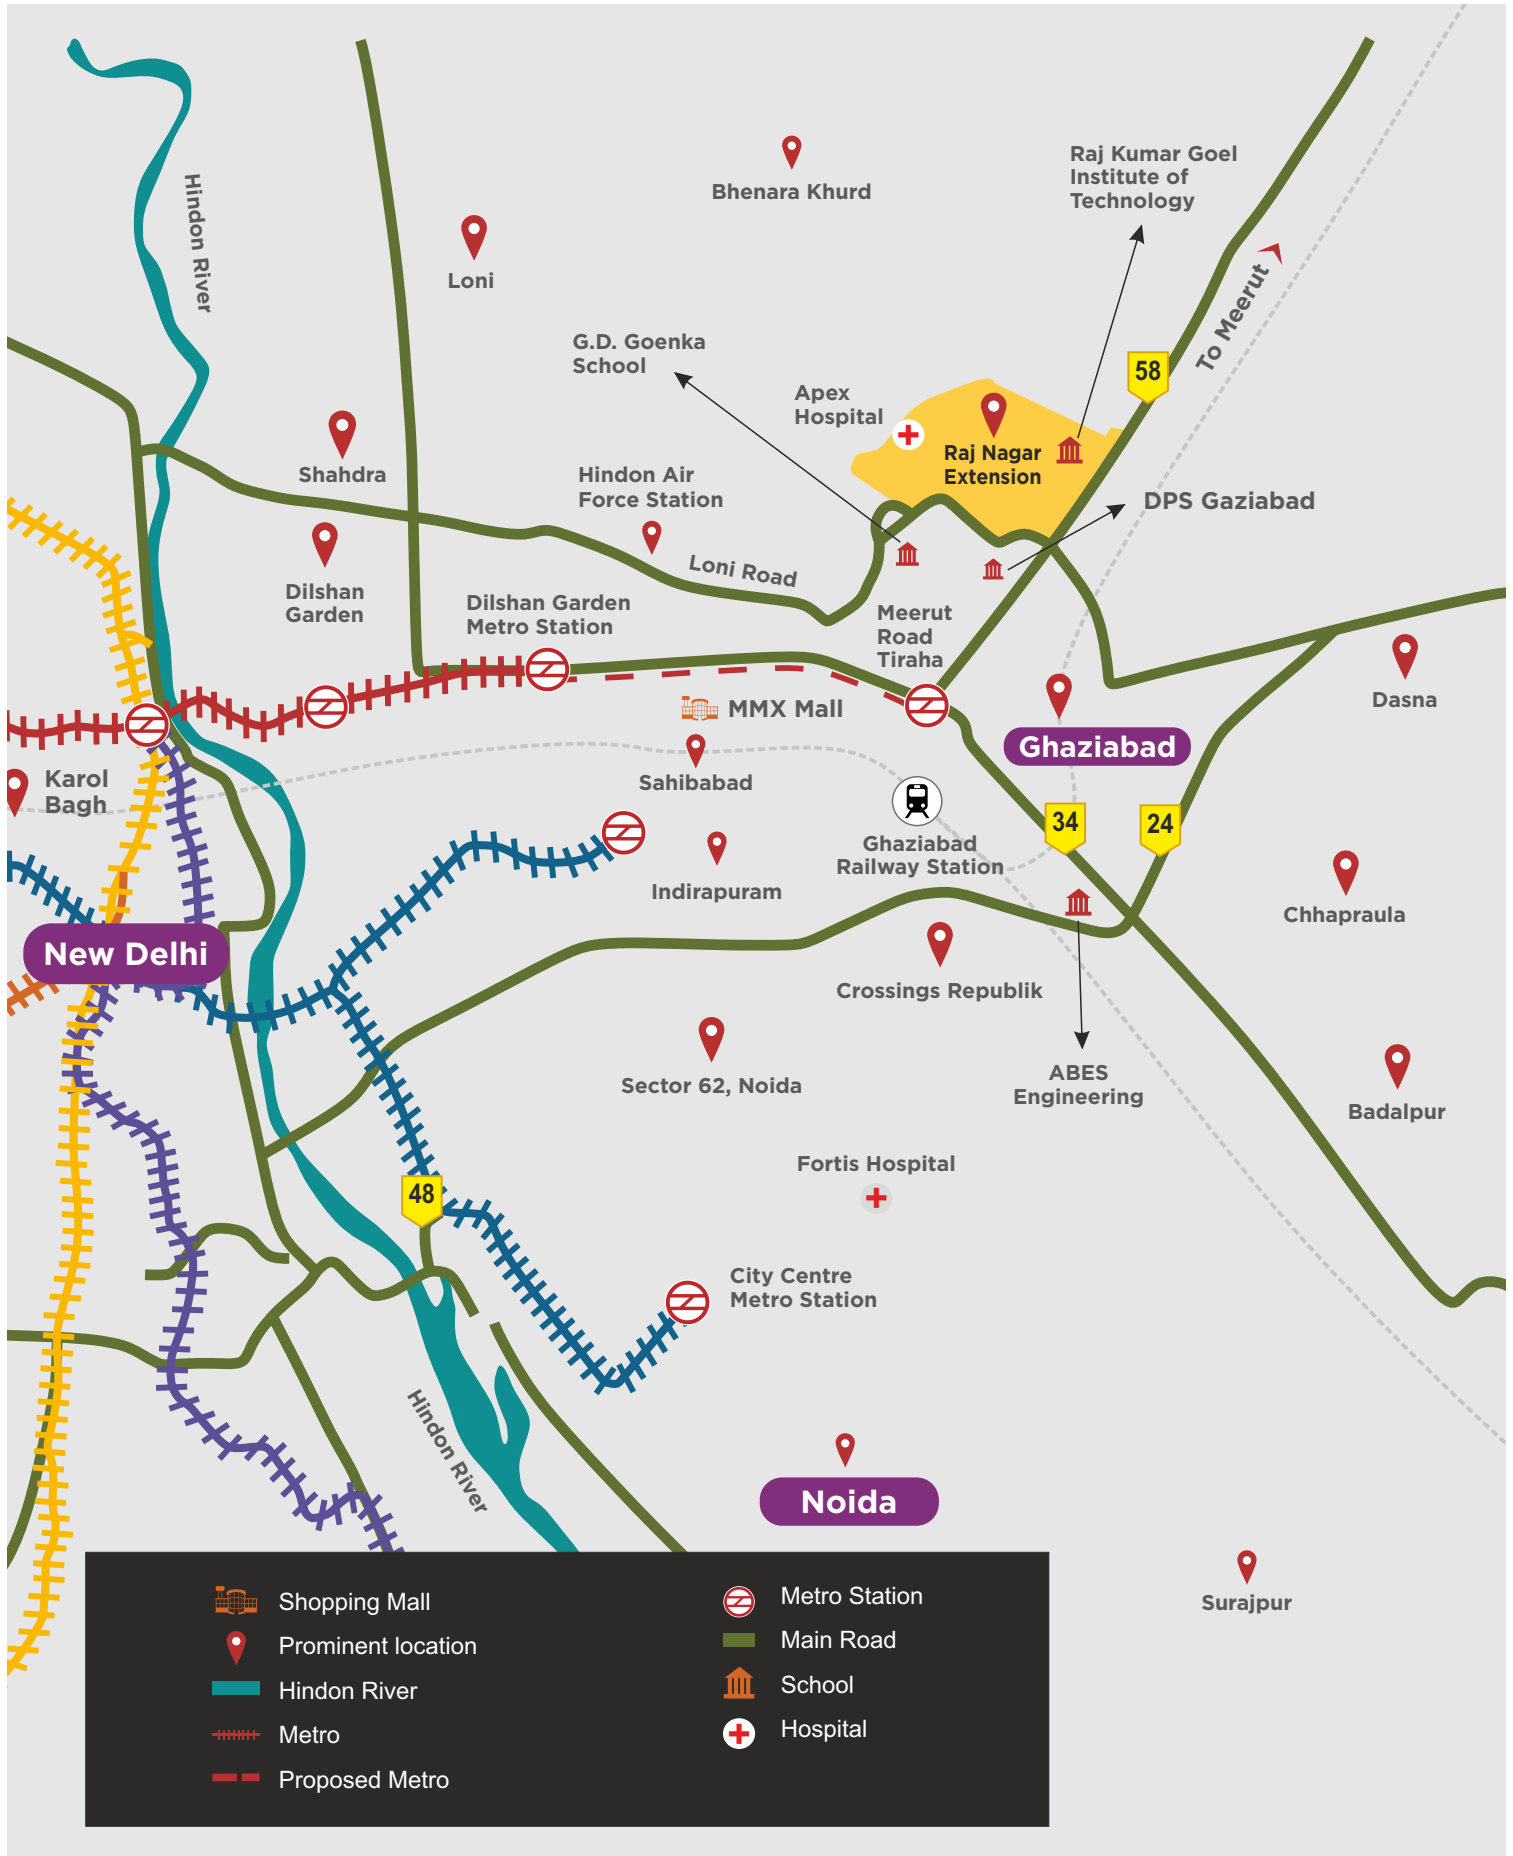 Hindon River
Bhenara Khurd
Raj Kumar Goel
Institute of
Technology
Loni
To Meerut
G.D. Goenka
School
58
Apex
Hospital
Raj Nagar
Extension
Shahdra
Hindon Air
Force Station
DPS Gaziabad
Loni Road
Dilshan
Garden
Dilshan Garden
Metro Station
Meerut
Road
Tiraha
Dasna
MMX Mall
Ghaziabad
Karol
Bagh
Sahibabad
34
24
Ghaziabad
Railway Station
Indirapuram
Chhapraula
New Delhi
Crossings Republik
Sector 62, Noida
ABES
Engineering
Badalpur
Fortis Hospital
48
City Centre
Metro Station
Hindon River
Noida
Surajpur
Shopping Mall
Prominent location
Hindon River
Metro
Proposed Metro
Metro Station
Main Road
School
Hospital